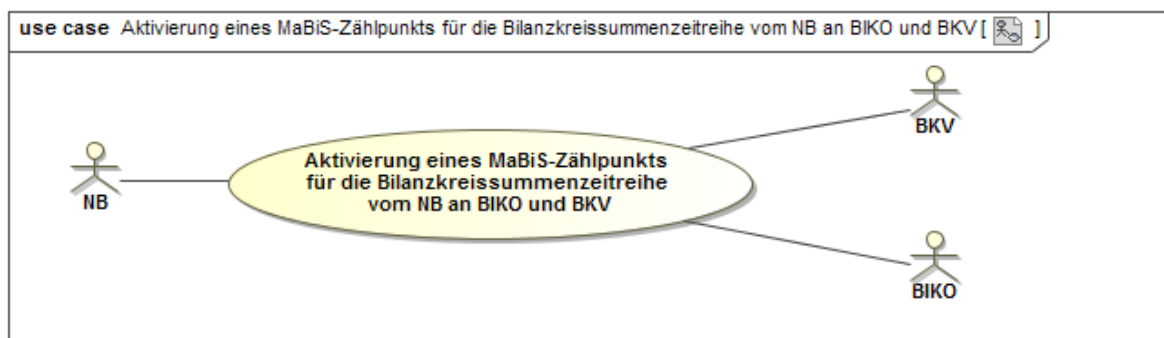 use case Aktivierung eines MaBiS-Zählpunkts für die Bilanzkreissummenzeitreihe vom NB an BIKO und BKV [ ]
BKV
Aktivierung eines MaBiS-Zählpunkts
für die Bilanzkreissummenzeitreihe
vom NB an BIKO und BKV
NB
BIKO